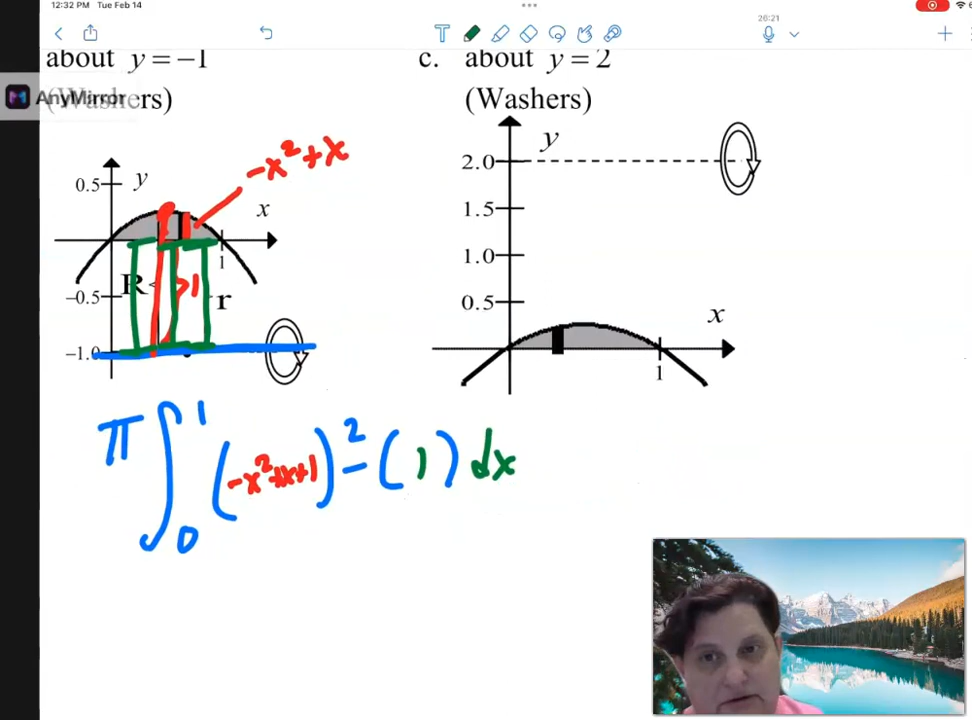 12:32 PM Tue Feb 14
26:21
T
about y = −1
(Washers)
AnyMirror
-x² + x
0.5
y
x
1
R
1
r
−0.5
−1.0
π ∫₀¹ (-x²+x+1)² - (1) dx
c. about y = 2
(Washers)
y
2.0
1.5
1.0
0.5
x
1